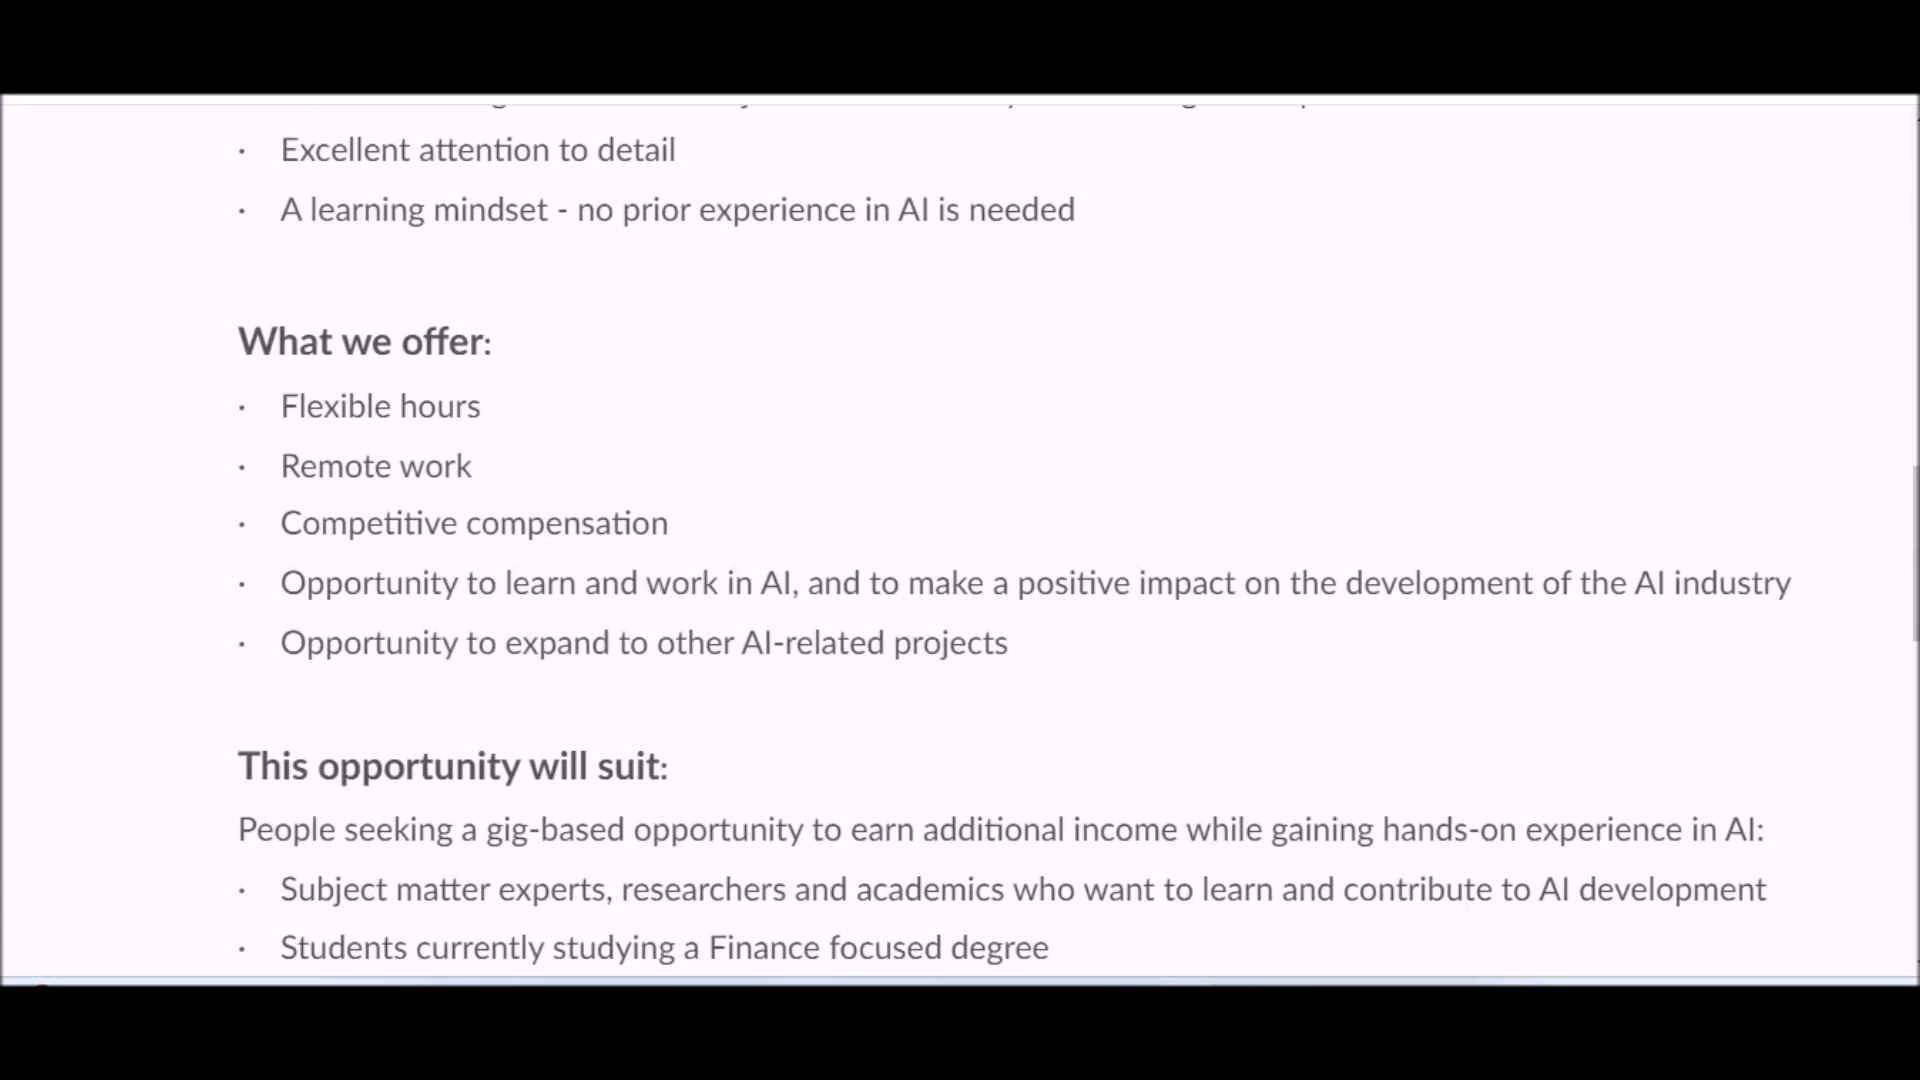 · Excellent attention to detail
· A learning mindset - no prior experience in AI is needed
What we offer:
· Flexible hours
· Remote work
· Competitive compensation
· Opportunity to learn and work in AI, and to make a positive impact on the development of the AI industry
· Opportunity to expand to other AI-related projects
This opportunity will suit:
People seeking a gig-based opportunity to earn additional income while gaining hands-on experience in AI:
· Subject matter experts, researchers and academics who want to learn and contribute to AI development
· Students currently studying a Finance focused degree